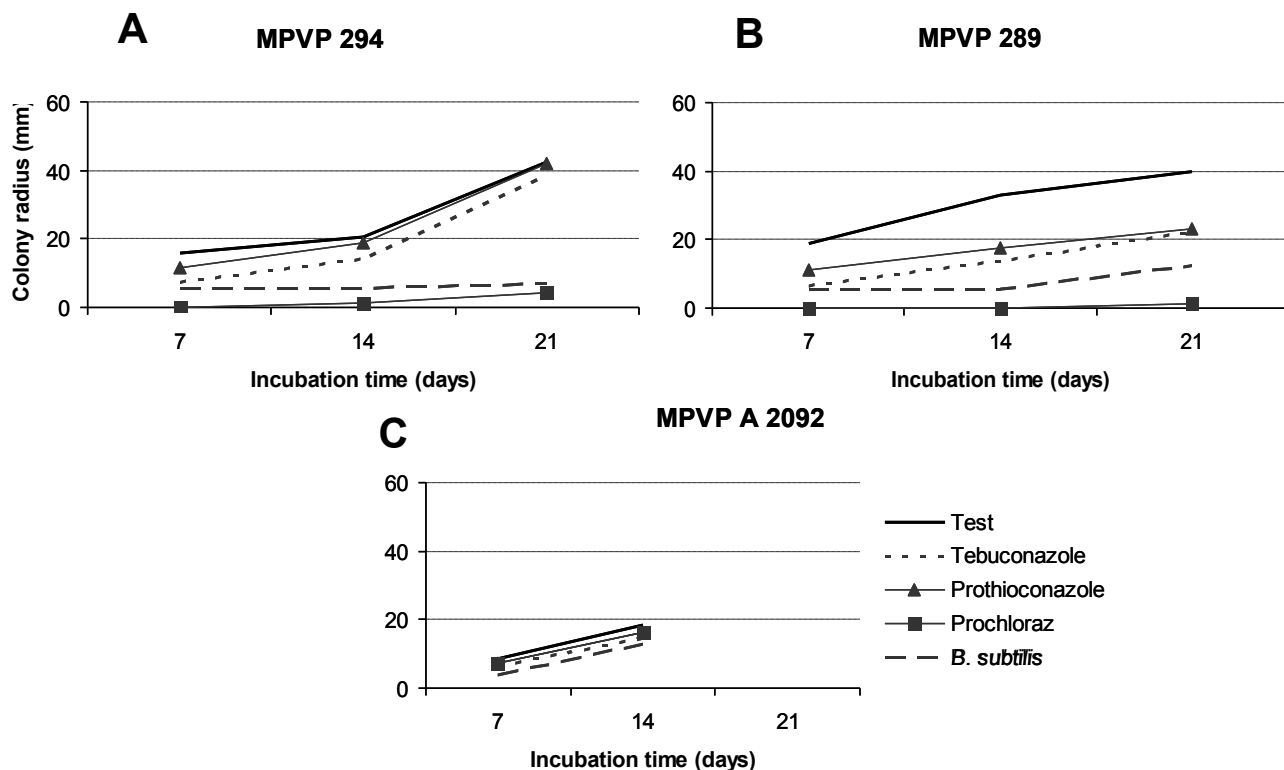 A
MPVP 294
Colony radius (mm)
60
40
20
0
7 14 21
Incubation time (days)
B
MPVP 289
60
40
20
0
7 14 21
Incubation time (days)
C
MPVP A 2092
60
40
20
0
7 14 21
Incubation time (days)
Test
Tebuconazole
Prothioconazole
Prochloraz
B. subtilis